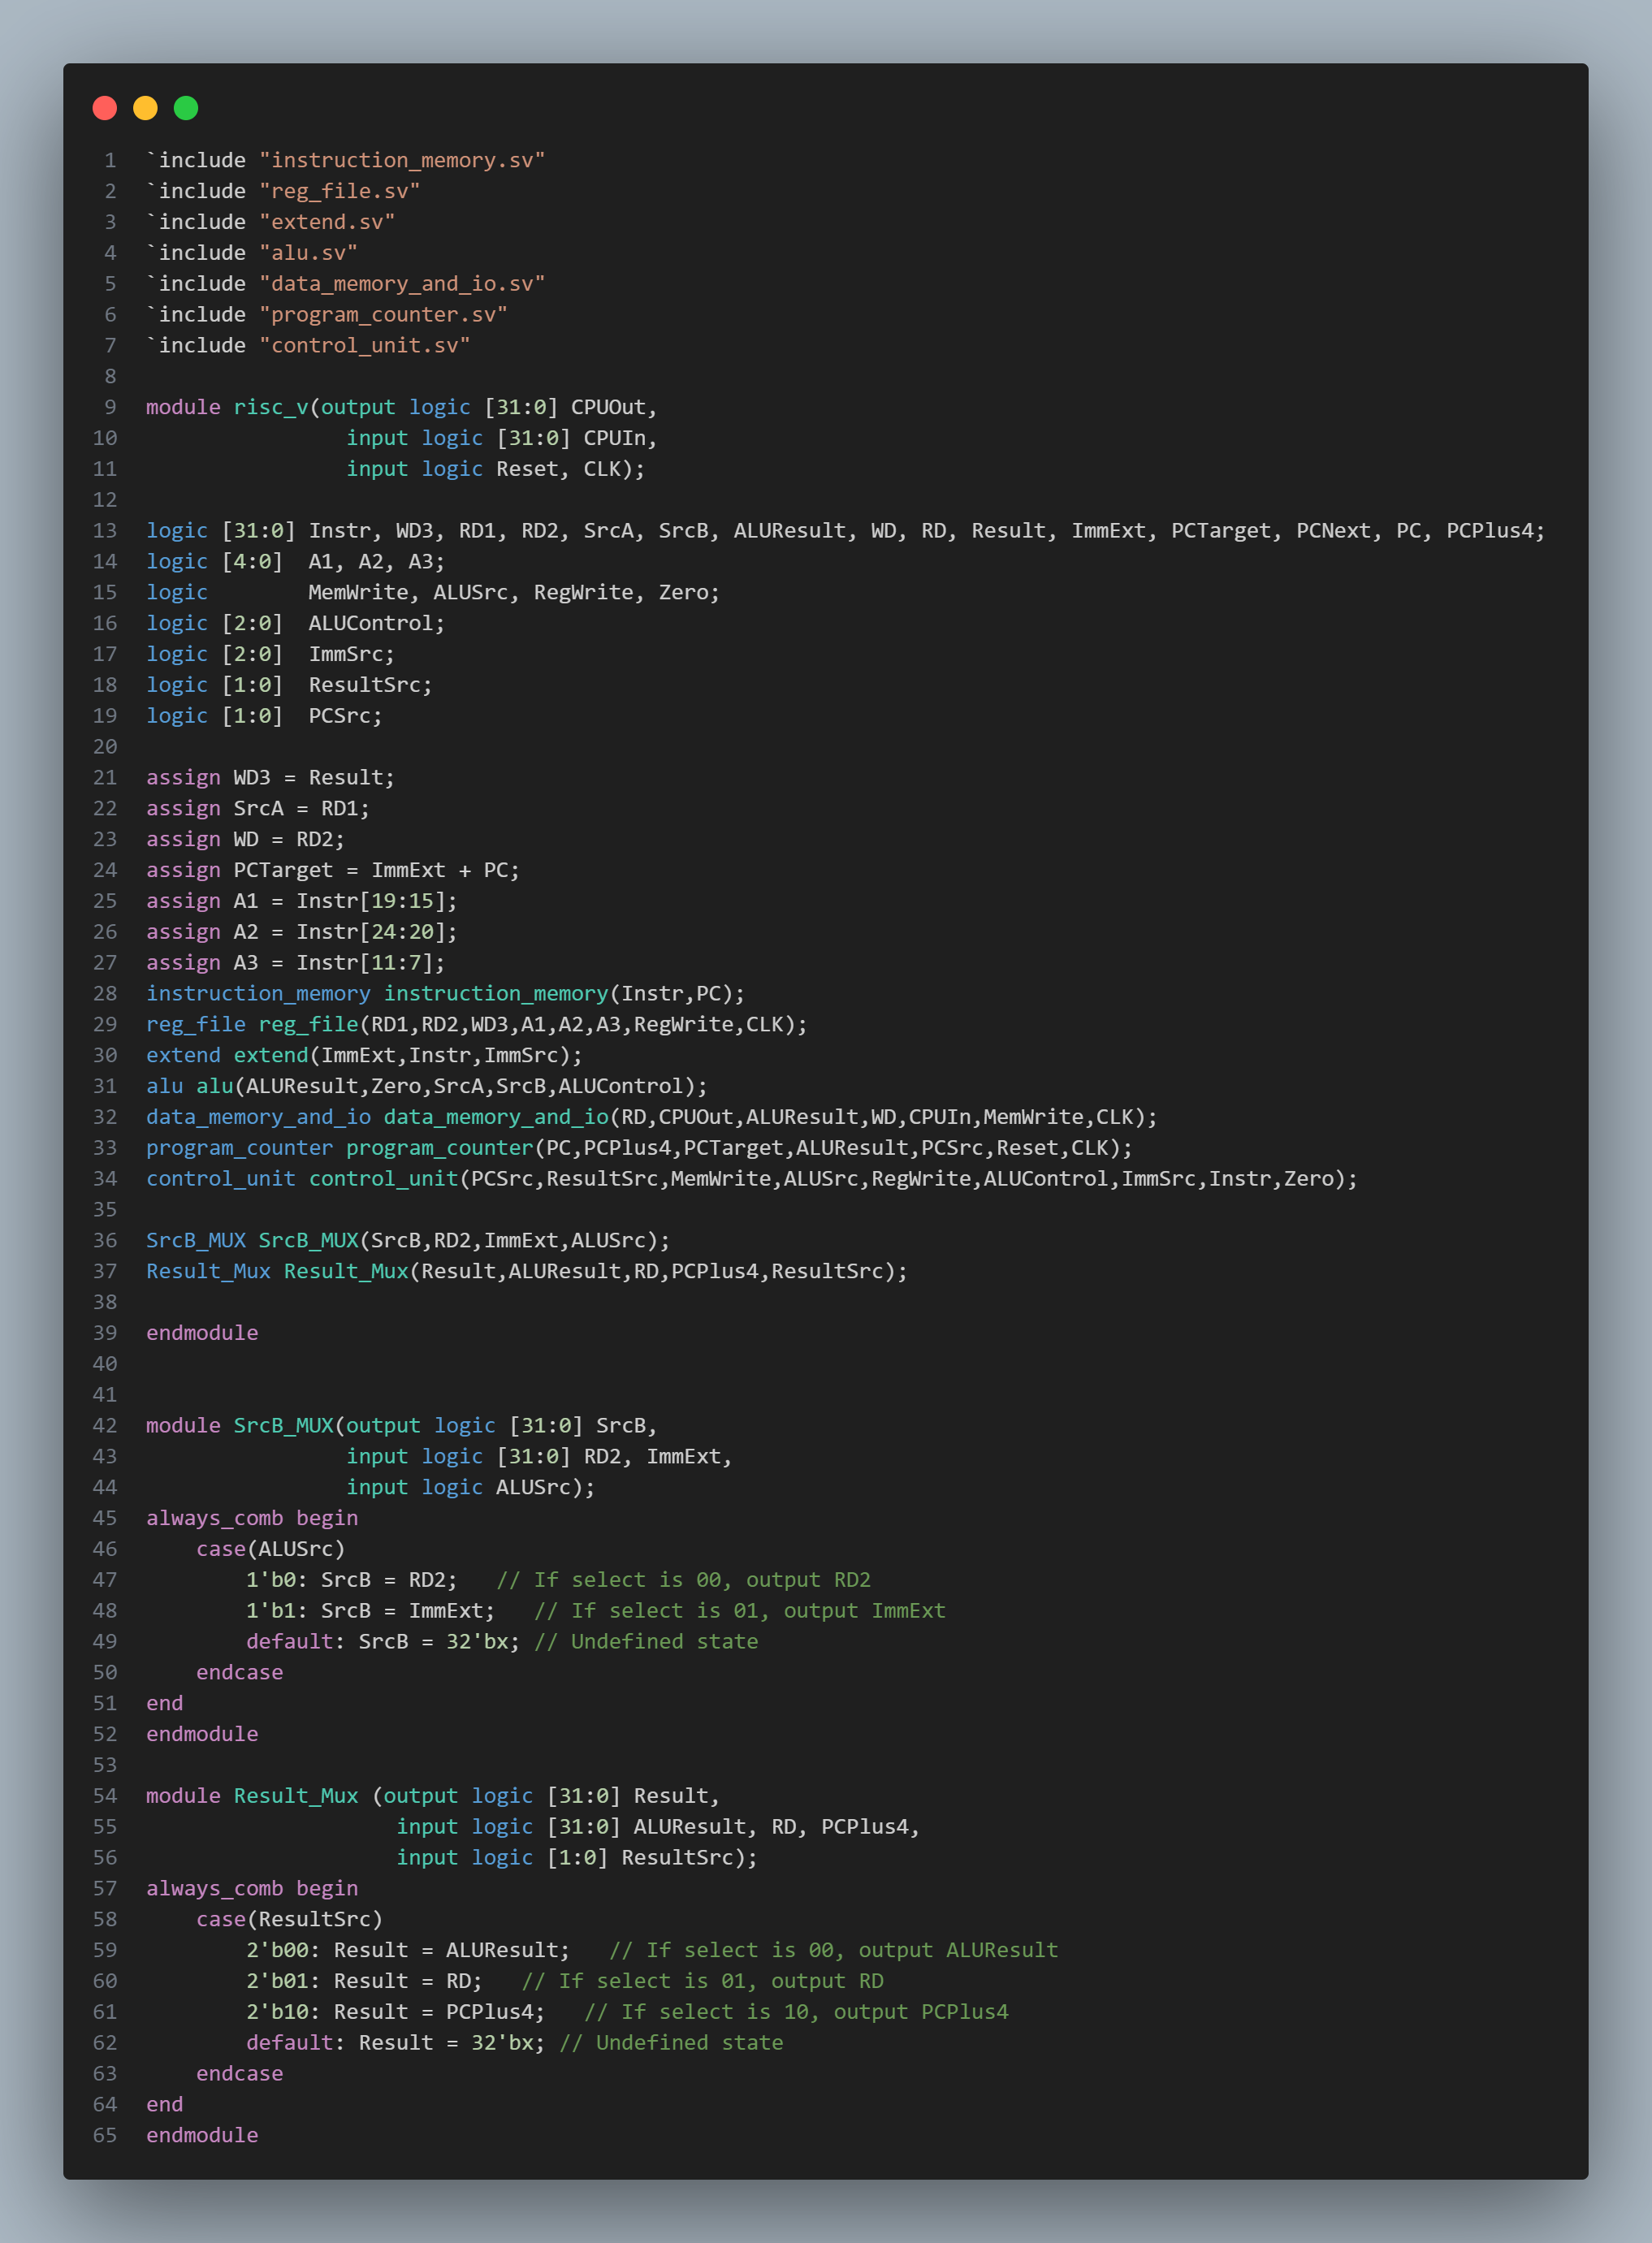 1 `include "instruction_memory.sv"
2 `include "reg_file.sv"
3 `include "extend.sv"
4 `include "alu.sv"
5 `include "data_memory_and_io.sv"
6 `include "program_counter.sv"
7 `include "control_unit.sv"
8
9 module risc_v(output logic [31:0] CPUOut,
10                 input logic [31:0] CPUIn,
11                 input logic Reset, CLK);
12
13 logic [31:0] Instr, WD3, RD1, RD2, SrcA, SrcB, ALUResult, WD, RD, Result, ImmExt, PCTarget, PCNext, PC, PCPlus4;
14 logic [4:0]  A1, A2, A3;
15 logic        MemWrite, ALUSrc, RegWrite, Zero;
16 logic [2:0]  ALUControl;
17 logic [2:0]  ImmSrc;
18 logic [1:0]  ResultSrc;
19 logic [1:0]  PCSrc;
20
21 assign WD3 = Result;
22 assign SrcA = RD1;
23 assign WD = RD2;
24 assign PCTarget = ImmExt + PC;
25 assign A1 = Instr[19:15];
26 assign A2 = Instr[24:20];
27 assign A3 = Instr[11:7];
28 instruction_memory instruction_memory(Instr,PC);
29 reg_file reg_file(RD1,RD2,WD3,A1,A2,A3,RegWrite,CLK);
30 extend extend(ImmExt,Instr,ImmSrc);
31 alu alu(ALUResult,Zero,SrcA,SrcB,ALUControl);
32 data_memory_and_io data_memory_and_io(RD,CPUOut,ALUResult,WD,CPUIn,MemWrite,CLK);
33 program_counter program_counter(PC,PCPlus4,PCTarget,ALUResult,PCSrc,Reset,CLK);
34 control_unit control_unit(PCSrc,ResultSrc,MemWrite,ALUSrc,RegWrite,ALUControl,ImmSrc,Instr,Zero);
35
36 SrcB_MUX SrcB_MUX(SrcB,RD2,ImmExt,ALUSrc);
37 Result_Mux Result_Mux(Result,ALUResult,RD,PCPlus4,ResultSrc);
38
39 endmodule
40
41
42 module SrcB_MUX(output logic [31:0] SrcB,
43                 input logic [31:0] RD2, ImmExt,
44                 input logic ALUSrc);
45 always_comb begin
46     case(ALUSrc)
47         1'b0: SrcB = RD2;   // If select is 00, output RD2
48         1'b1: SrcB = ImmExt;   // If select is 01, output ImmExt
49         default: SrcB = 32'bx; // Undefined state
50     endcase
51 end
52 endmodule
53
54 module Result_Mux (output logic [31:0] Result,
55                     input logic [31:0] ALUResult, RD, PCPlus4,
56                     input logic [1:0] ResultSrc);
57 always_comb begin
58     case(ResultSrc)
59         2'b00: Result = ALUResult;   // If select is 00, output ALUResult
60         2'b01: Result = RD;   // If select is 01, output RD
61         2'b10: Result = PCPlus4;   // If select is 10, output PCPlus4
62         default: Result = 32'bx; // Undefined state
63     endcase
64 end
65 endmodule